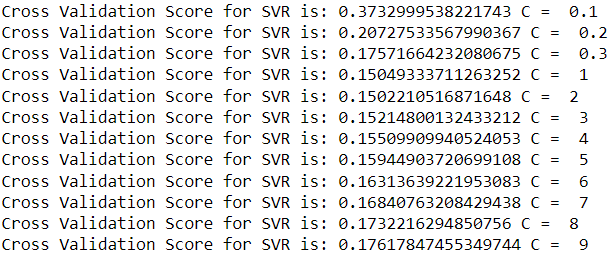 Cross Validation Score for SVR is: 0.3732999538221743 C =  0.1
Cross Validation Score for SVR is: 0.20727533567990367 C =  0.2
Cross Validation Score for SVR is: 0.17571664232080675 C =  0.3
Cross Validation Score for SVR is: 0.15049333711263252 C =  1
Cross Validation Score for SVR is: 0.1502210516871648 C =  2
Cross Validation Score for SVR is: 0.15214800132433212 C =  3
Cross Validation Score for SVR is: 0.15509909940524053 C =  4
Cross Validation Score for SVR is: 0.15944903720699108 C =  5
Cross Validation Score for SVR is: 0.16313639221953083 C =  6
Cross Validation Score for SVR is: 0.16840763208429438 C =  7
Cross Validation Score for SVR is: 0.1732216294850756 C =  8
Cross Validation Score for SVR is: 0.17617847455349744 C =  9